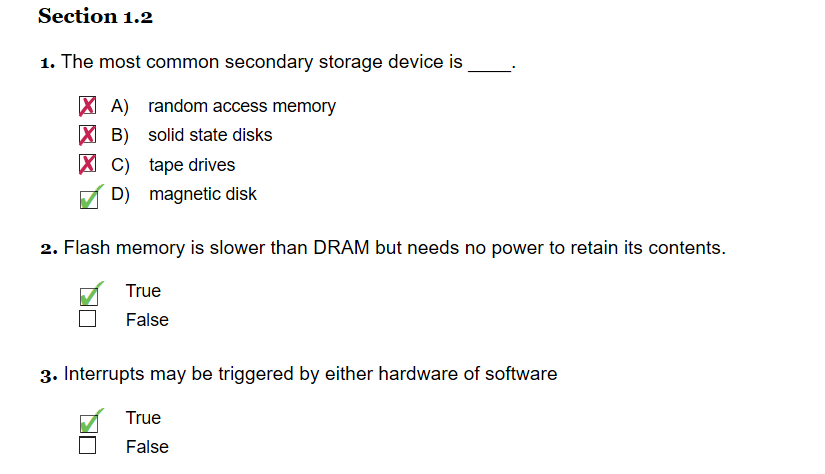 Section 1.2
1. The most common secondary storage device is ____.
A) random access memory
B) solid state disks
C) tape drives
D) magnetic disk
2. Flash memory is slower than DRAM but needs no power to retain its contents.
True
False
3. Interrupts may be triggered by either hardware of software
True
False